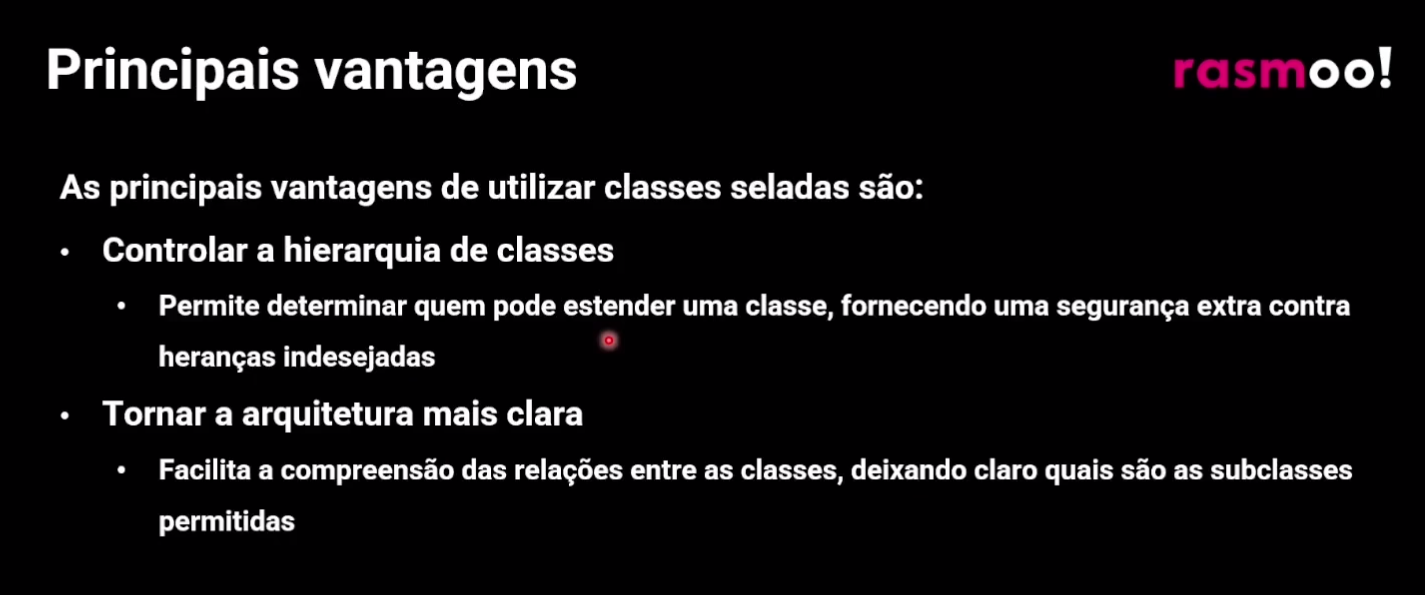 Principais vantagens
rasmoo!
As principais vantagens de utilizar classes seladas são:
• Controlar a hierarquia de classes
• Permite determinar quem pode estender uma classe, fornecendo uma segurança extra contra
heranças indesejadas
• Tornar a arquitetura mais clara
• Facilita a compreensão das relações entre as classes, deixando claro quais são as subclasses
permitidas